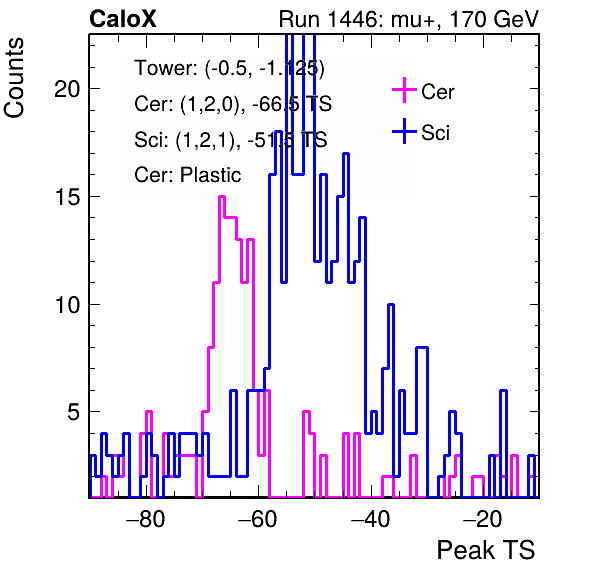 CaloX Run 1446: mu+, 170 GeV
Counts
Tower: (-0.5, -1.125)
Cer: (1,2,0), -66.5 TS
Sci: (1,2,1), -51.5 TS
Cer: Plastic
Cer
Sci
20
15
10
5
−80 −60 −40 −20
Peak TS